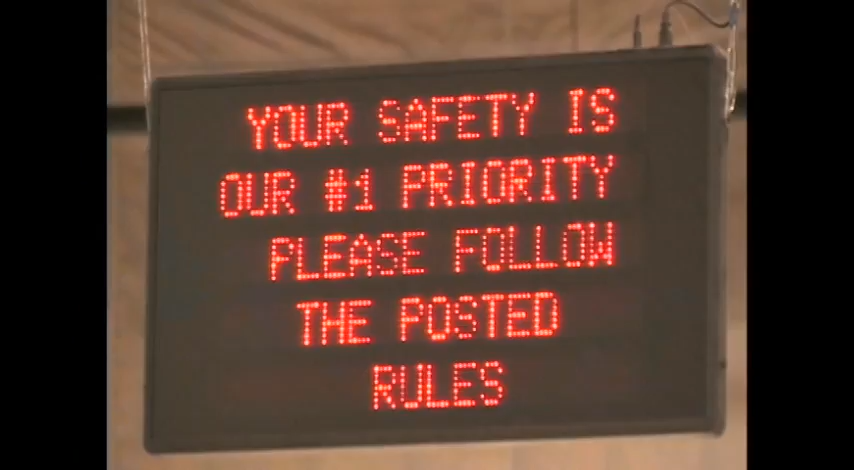 YOUR SAFETY IS
OUR #1 PRIORITY
PLEASE FOLLOW
THE POSTED
RULES